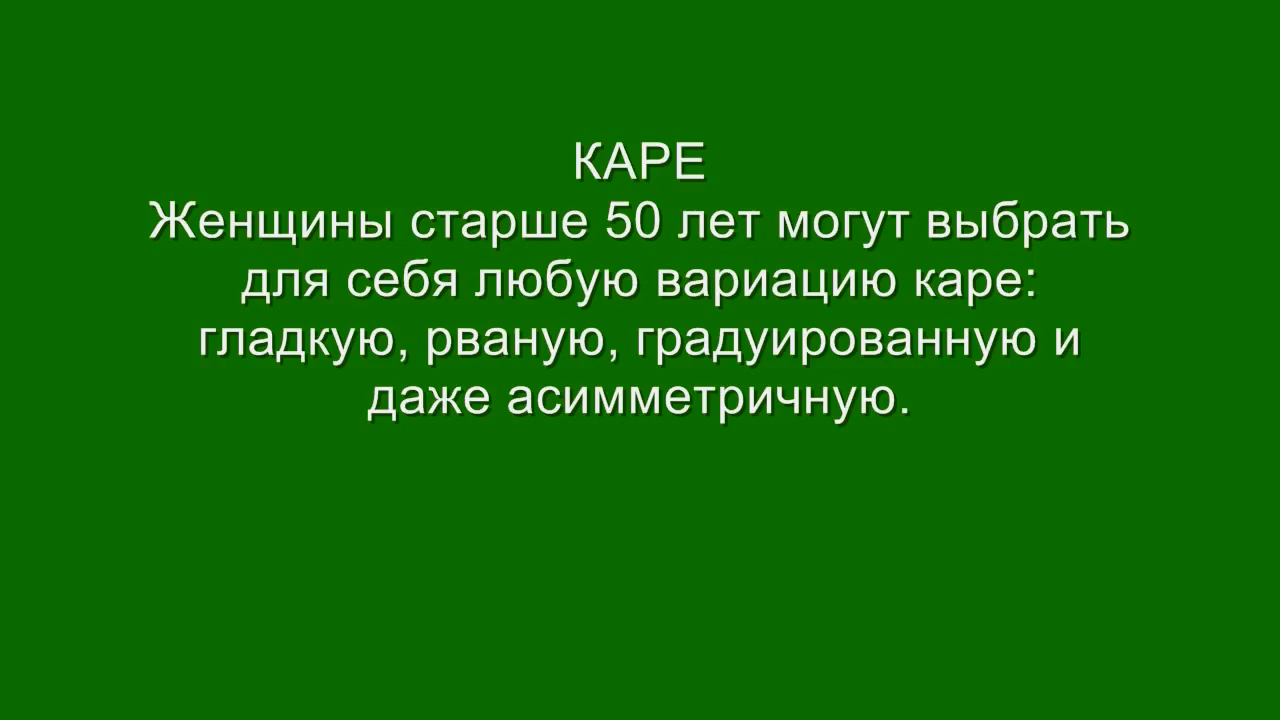 КАРЕ
Женщины старше 50 лет могут выбрать
для себя любую вариацию каре:
гладкую, рваную, градуированную и
даже асимметричную.